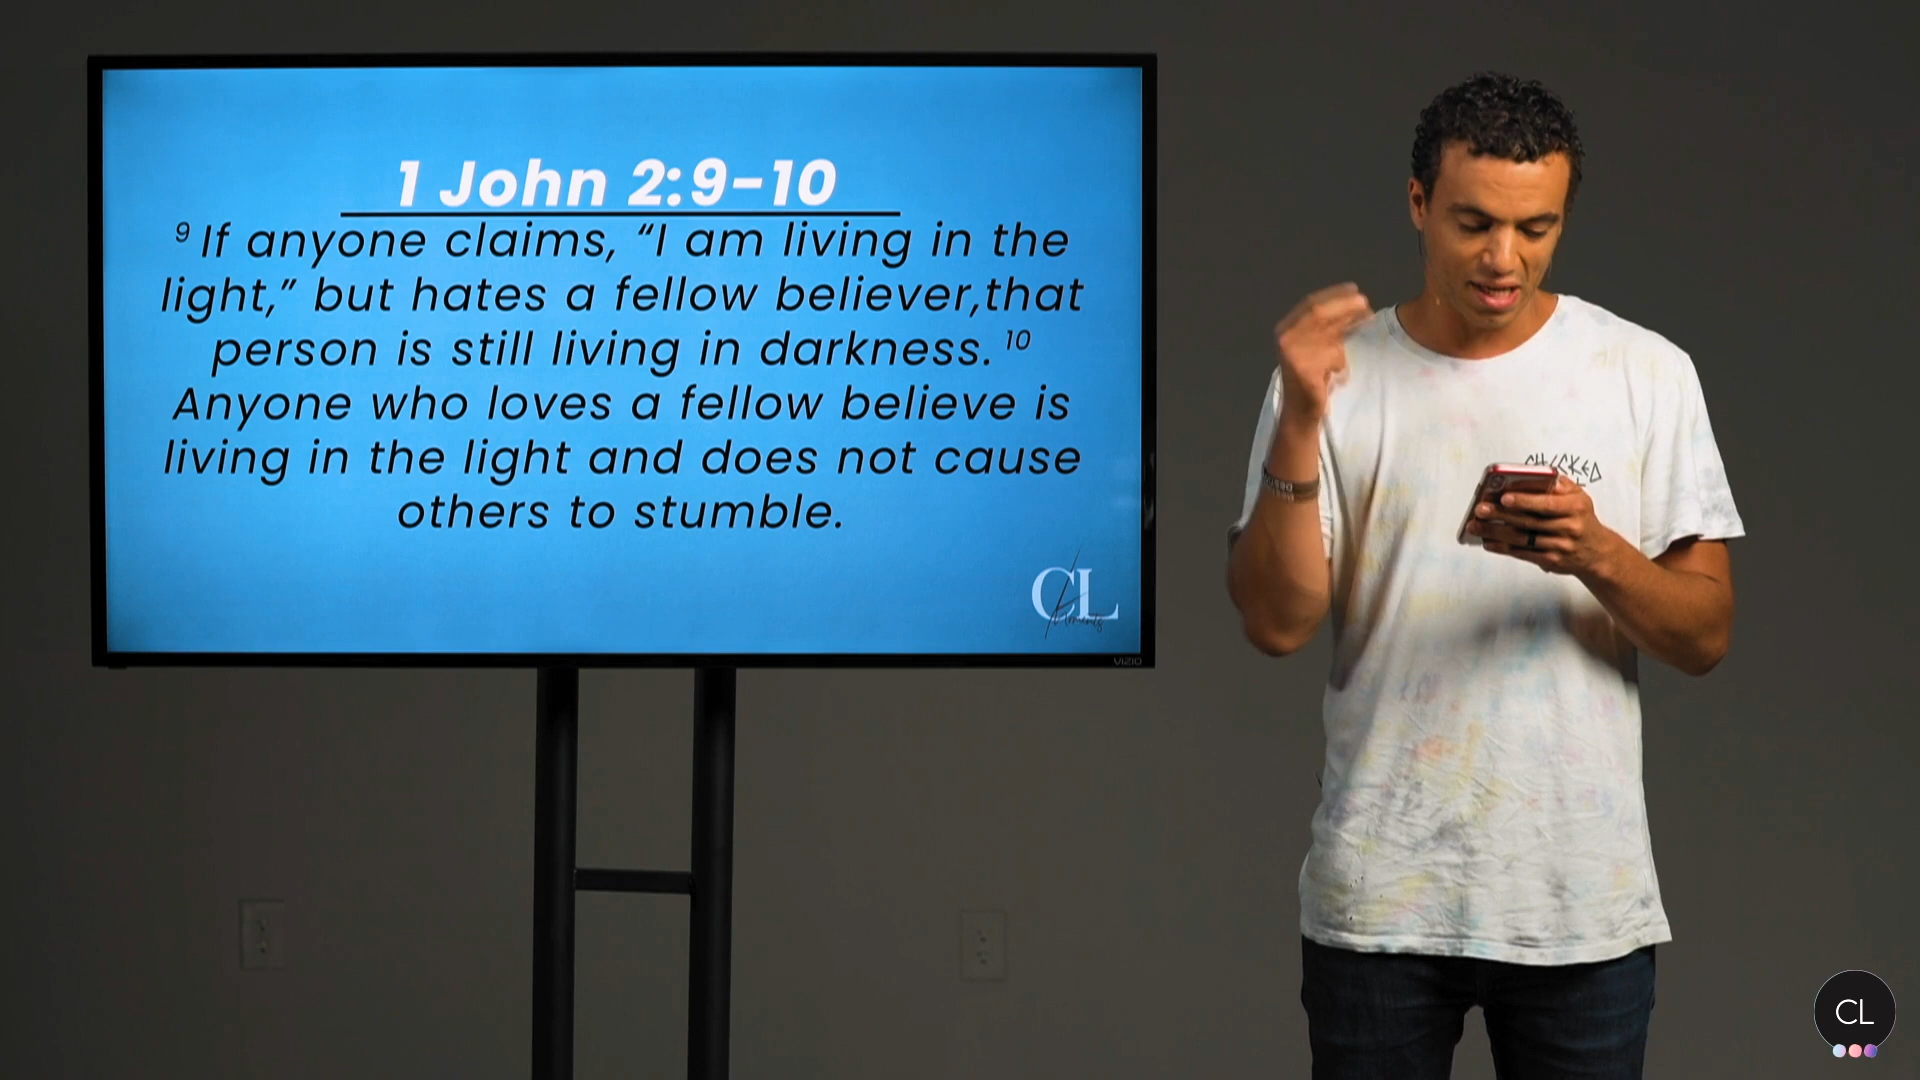 1 John 2:9-10
⁹ If anyone claims, “I am living in the
light,” but hates a fellow believer,that
person is still living in darkness. ¹⁰
Anyone who loves a fellow believe is
living in the light and does not cause
others to stumble.
CL
Moments
VIZIO
CL